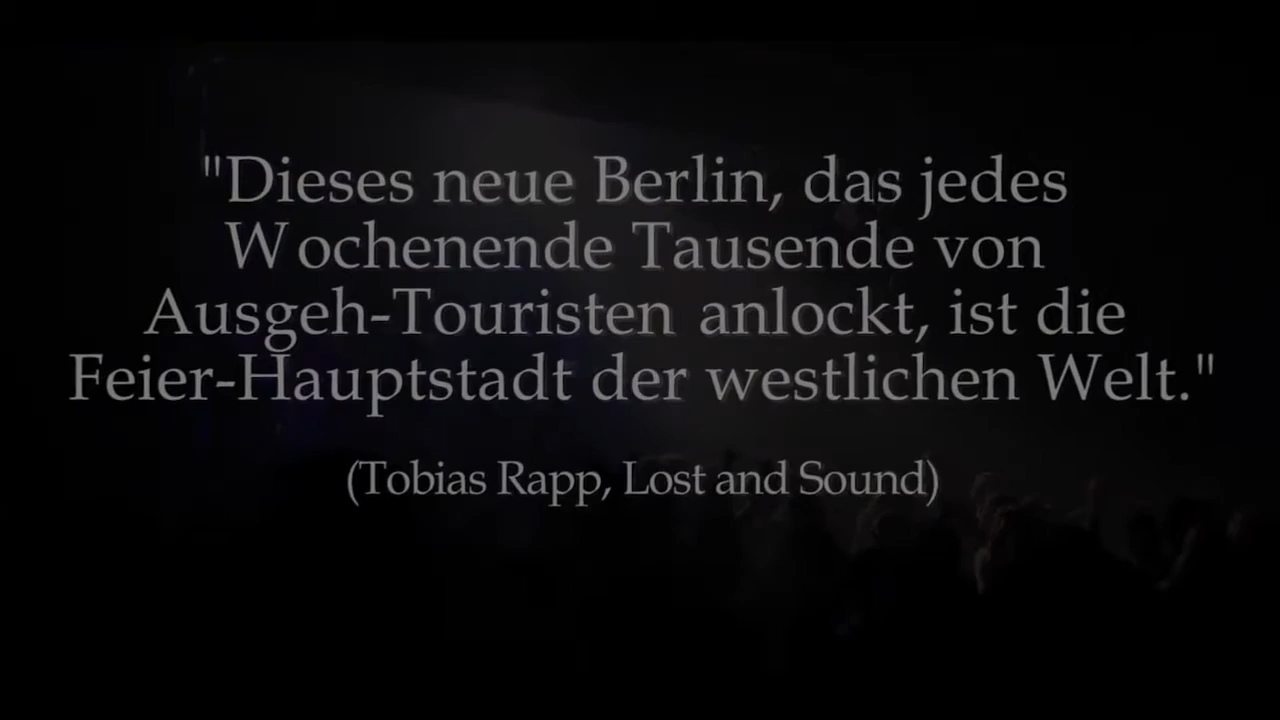 "Dieses neue Berlin, das jedes
Wochenende Tausende von
Ausgeh-Touristen anlockt, ist die
Feier-Hauptstadt der westlichen Welt."
(Tobias Rapp, Lost and Sound)